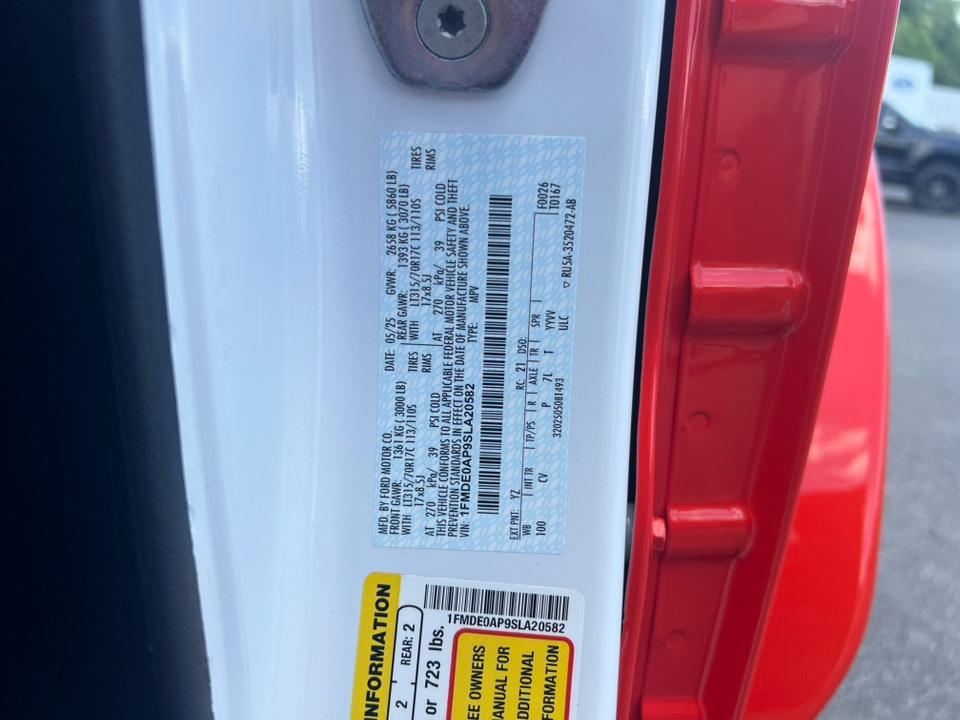 MFD. BY FORD MOTOR CO.
DATE: 05/25 GVWR: 2658 KG ( 5860 LB)
FRONT GAWR: 1361 KG ( 3000 LB) REAR GAWR: 1393 KG ( 3070 LB)
WITH LT315/70R17C 113/110S TIRES WITH LT315/70R17C 113/110S TIRES
17x8.5J RIMS 17x8.5J RIMS
AT 270 kPa/ 39 PSI COLD AT 270 kPa/ 39 PSI COLD
THIS VEHICLE CONFORMS TO ALL APPLICABLE FEDERAL MOTOR VEHICLE SAFETY AND THEFT
PREVENTION STANDARDS IN EFFECT ON THE DATE OF MANUFACTURE SHOWN ABOVE.
VIN: 1FMDE0AP9SLA20582 TYPE: MPV
EXT PNT: YZ RC: 21 DSO: F0026
T0167
WB INT TR TP/PS R AXLE TR SPR
100 CV P 7L T YYVV
ULC
3202505081493 ▽ RU5A-3520472-AB
INFORMATION
2 REAR: 2
or 723 lbs.
1FMDE0AP9SLA20582
EE OWNERS
ANUAL FOR
ADDITIONAL
FORMATION